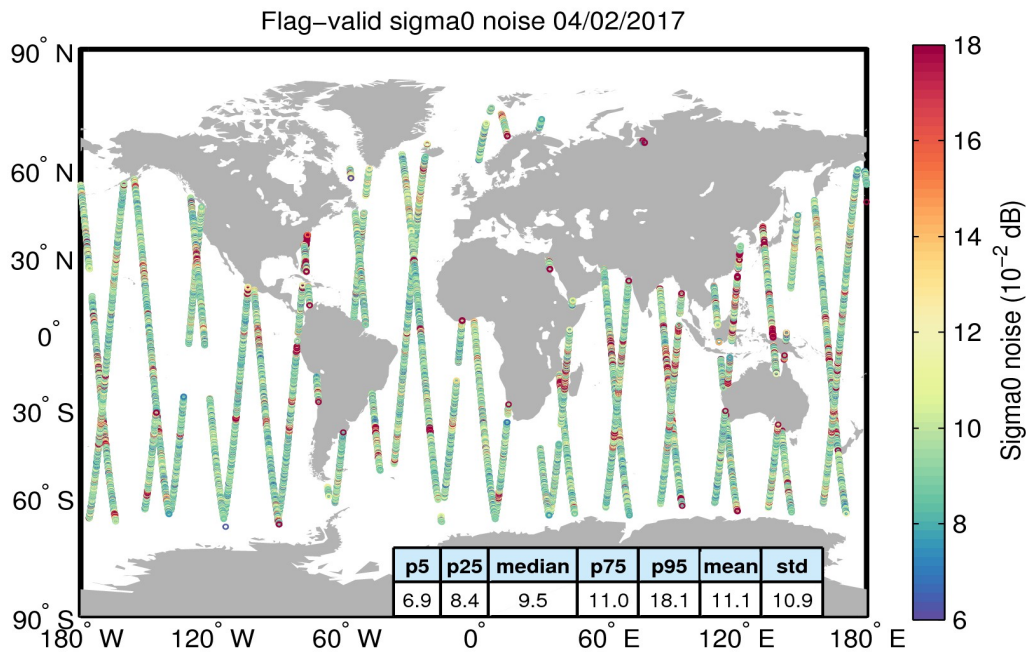 Flag−valid sigma0 noise 04/02/2017
90° N
60° N
30° N
0°
30° S
60° S
90° S
180° W
120° W
60° W
0°
60° E
120° E
180° E
p5 p25 median p75 p95 mean std
6.9 8.4 9.5 11.0 18.1 11.1 10.9
18
16
14
12
10
8
6
Sigma0 noise (10⁻² dB)